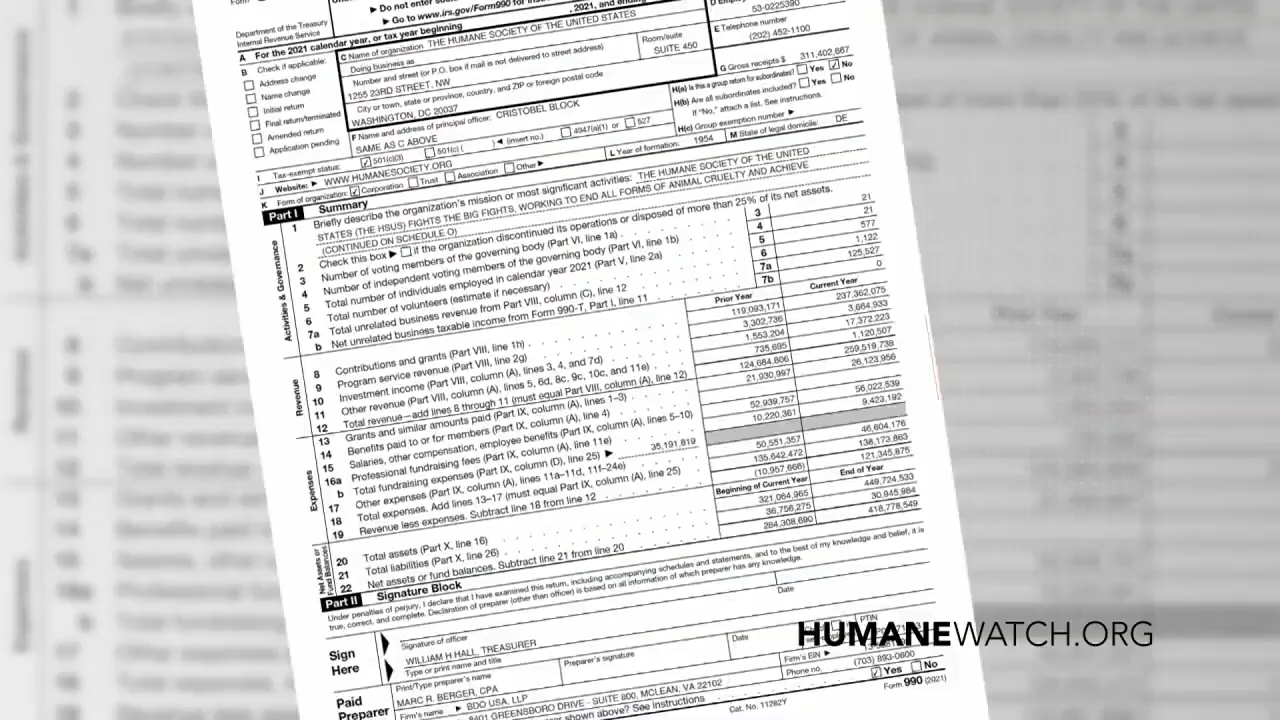 Form
▶ Do not enter so
▶ Go to www.irs.gov/Form990 for ins
Department of the Treasury
Internal Revenue Service
A For the 2021 calendar year, or tax year beginning , 2021, and ending
53-0225390
B Check if applicable:
Address change
Name change
Initial return
Final return/terminated
Amended return
Application pending
C Name of organization THE HUMANE SOCIETY OF THE UNITED STATES
Doing business as
Number and street (or P.O. box if mail is not delivered to street address)
Room/suite
1255 23RD STREET, NW
SUITE 450
City or town, state or province, country, and ZIP or foreign postal code
WASHINGTON, DC 20037
E Telephone number
(202) 452-1100
G Gross receipts $ 311,402,667
F Name and address of principal officer: CRISTOBEL BLOCK
SAME AS C ABOVE
H(a) Is this a group return for subordinates? Yes ✓ No
H(b) Are all subordinates included? Yes No
If "No," attach a list. See instructions.
H(c) Group exemption number ▶
I Tax-exempt status: ✓ 501(c)(3) 501(c) ( ) ◀ (insert no.) 4947(a)(1) or 527
J Website: ▶ WWW.HUMANESOCIETY.ORG
K Form of organization: ✓ Corporation Trust Association Other ▶
L Year of formation: 1954
M State of legal domicile: DE
Part I Summary
1 Briefly describe the organization's mission or most significant activities: THE HUMANE SOCIETY OF THE UNITED
STATES (THE HSUS) FIGHTS THE BIG FIGHTS, WORKING TO END ALL FORMS OF ANIMAL CRUELTY AND ACHIEVE
(CONTINUED ON SCHEDULE O)
2 Check this box ▶ if the organization discontinued its operations or disposed of more than 25% of its net assets.
3 Number of voting members of the governing body (Part VI, line 1a) 3 21
4 Number of independent voting members of the governing body (Part VI, line 1b) 4 21
5 Total number of individuals employed in calendar year 2021 (Part V, line 2a) 5 577
6 Total number of volunteers (estimate if necessary) 6 1,122
7a Total unrelated business revenue from Part VIII, column (C), line 12 7a 125,527
b Net unrelated business taxable income from Form 990-T, Part I, line 11 7b 0
Activities & Governance
Prior Year Current Year
8 Contributions and grants (Part VIII, line 1h) 119,093,171 237,362,075
9 Program service revenue (Part VIII, line 2g) 3,302,736 3,664,933
10 Investment income (Part VIII, column (A), lines 3, 4, and 7d) 1,553,204 17,372,223
11 Other revenue (Part VIII, column (A), lines 5, 6d, 8c, 9c, 10c, and 11e) 735,695 1,120,507
12 Total revenue—add lines 8 through 11 (must equal Part VIII, column (A), line 12) 124,684,806 259,519,738
Revenue
13 Grants and similar amounts paid (Part IX, column (A), lines 1–3) 21,930,997 26,123,956
14 Benefits paid to or for members (Part IX, column (A), line 4)
15 Salaries, other compensation, employee benefits (Part IX, column (A), lines 5–10) 52,939,757 56,022,539
16a Professional fundraising fees (Part IX, column (A), line 11e) 10,220,361 9,423,192
b Total fundraising expenses (Part IX, column (D), line 25) ▶ 35,191,819
17 Other expenses (Part IX, column (A), lines 11a–11d, 11f–24e) 50,551,357 46,604,176
18 Total expenses. Add lines 13–17 (must equal Part IX, column (A), line 25) 135,642,472 138,173,863
19 Revenue less expenses. Subtract line 18 from line 12 (10,957,666) 121,345,875
Expenses
Beginning of Current Year End of Year
20 Total assets (Part X, line 16) 321,064,965 449,724,533
21 Total liabilities (Part X, line 26) 36,756,275 30,945,984
22 Net assets or fund balances. Subtract line 21 from line 20 284,308,690 418,778,549
Net Assets or Fund Balances
Part II Signature Block
Under penalties of perjury, I declare that I have examined this return, including accompanying schedules and statements, and to the best of my knowledge and belief, it is
true, correct, and complete. Declaration of preparer (other than officer) is based on all information of which preparer has any knowledge.
Sign Here
Signature of officer
Date
WILLIAM H HALL, TREASURER
Type or print name and title
Paid
Preparer
Print/Type preparer's name
Preparer's signature
Date
PTIN
MARC R. BERGER, CPA
Firm's name ▶ BDO USA, LLP
Firm's EIN ▶
8401 GREENSBORO DRIVE - SUITE 800, MCLEAN, VA 22102
Phone no. (703) 893-0600
shown above? See instructions ✓ Yes No
Cat. No. 11282Y
Form 990 (2021)
HUMANEWATCH.ORG